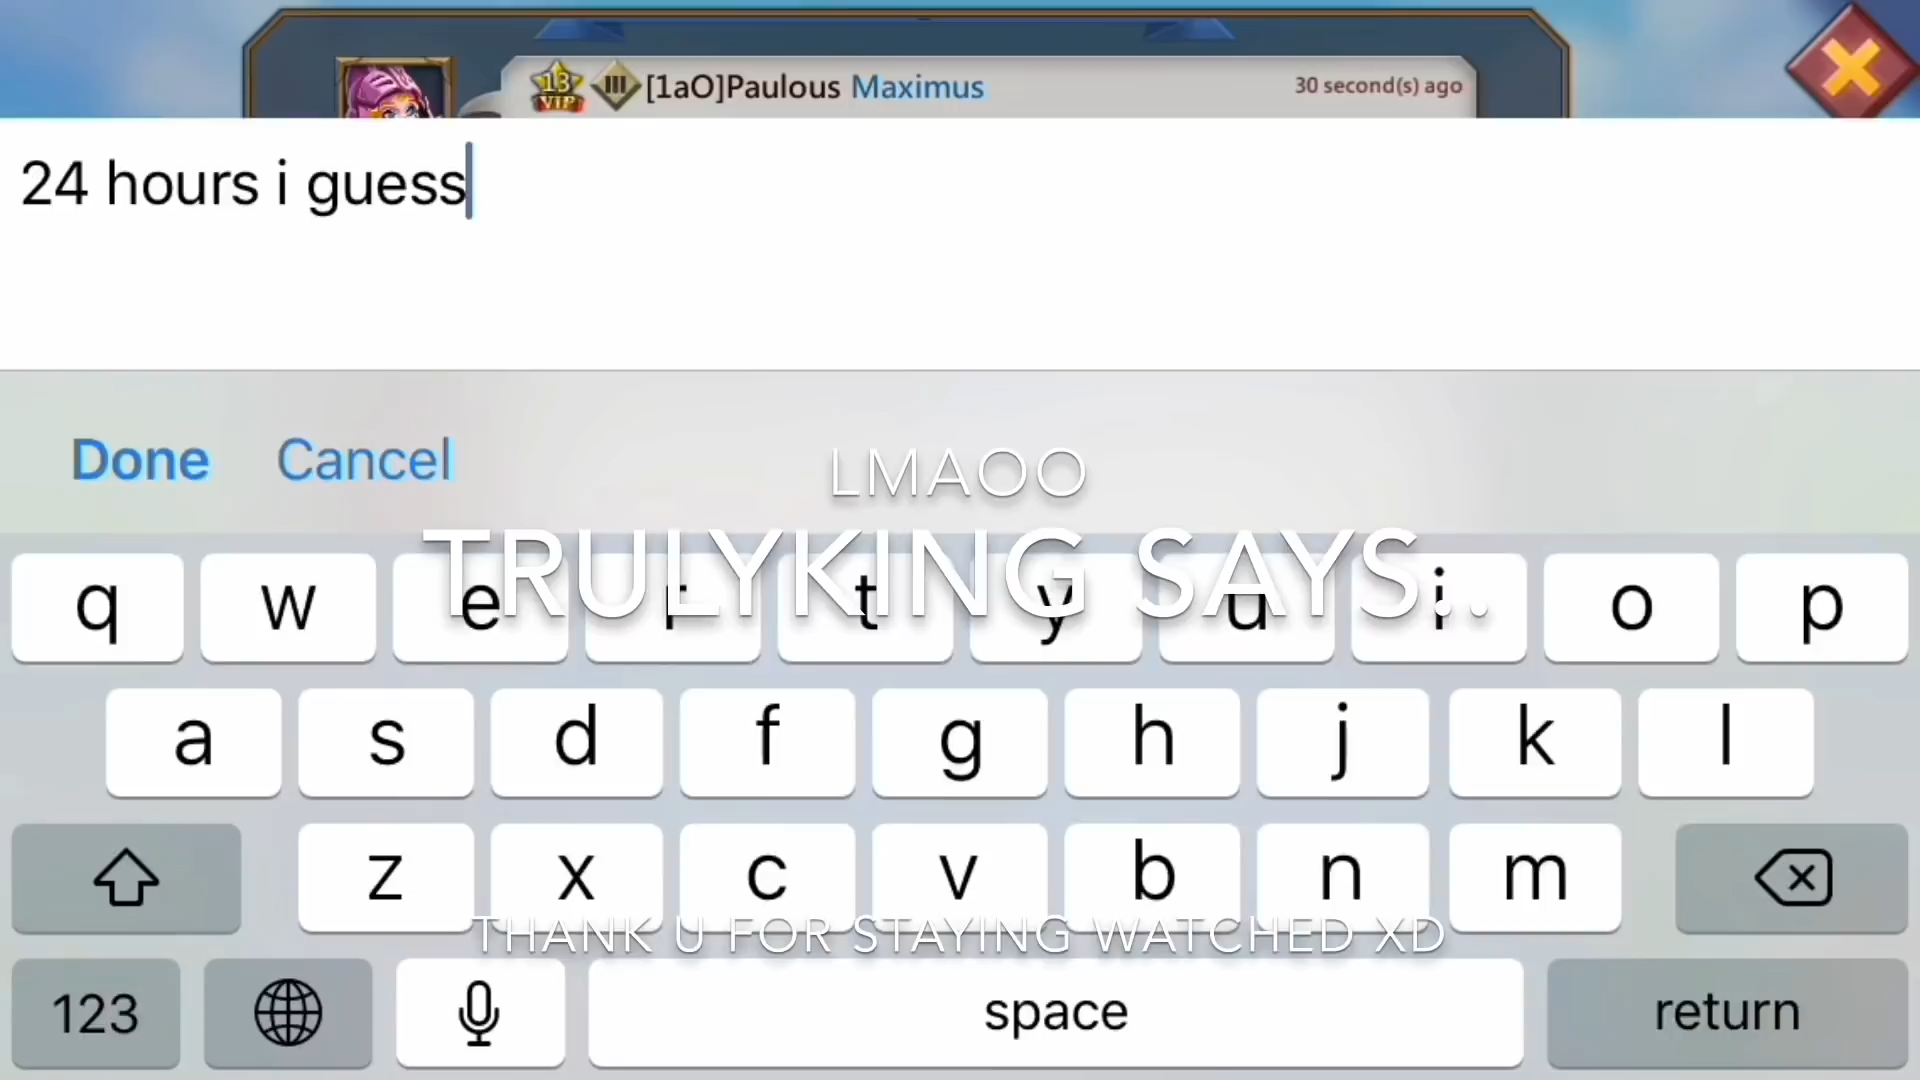 13 VIP III [1aO]Paulous Maximus 30 second(s) ago
24 hours i guess
Done Cancel
LMAOO
TRULYKING SAYS..
q w e r t y u i o p
a s d f g h j k l
z x c v b n m
THANK U FOR STAYING WATCHED XD
123 space return